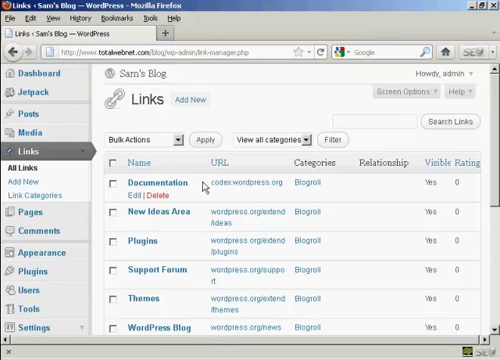 Links ‹ Sam's Blog — WordPress - Mozilla Firefox
File Edit View History Bookmarks Tools Help
Links ‹ Sam's Blog — WordPress
http://www.totalwebnet.com/blog/wp-admin/link-manager.php
Google
Sam's Blog
Howdy, admin
Links
Add New
Screen Options
Help
Search Links
Bulk Actions
Apply
View all categories
Filter
Name URL Categories Relationship Visible Rating
Documentation codex.wordpress.org Blogroll Yes 0
Edit | Delete
New Ideas Area wordpress.org/extend Blogroll Yes 0
/ideas
Plugins wordpress.org/extend Blogroll Yes 0
/plugins
Support Forum wordpress.org/suppo Blogroll Yes 0
rt
Themes wordpress.org/extend Blogroll Yes 0
/themes
WordPress Blog wordpress.org/news Blogroll Yes 0
Dashboard
Jetpack
Posts
Media
Links
All Links
Add New
Link Categories
Pages
Comments
Appearance
Plugins
Users
Tools
Settings